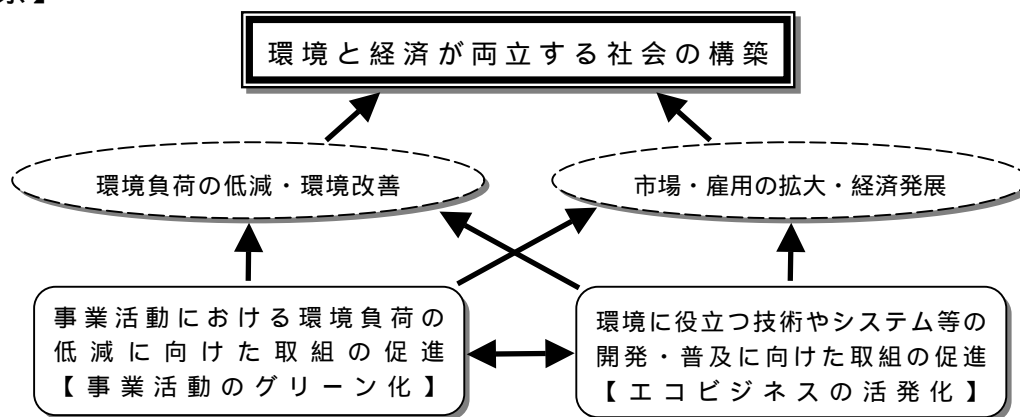 環境と経済が両立する社会の構築
環境負荷の低減・環境改善
市場・雇用の拡大・経済発展
事業活動における環境負荷の
低減に向けた取組の促進
【事業活動のグリーン化】
環境に役立つ技術やシステム等の
開発・普及に向けた取組の促進
【エコビジネスの活発化】